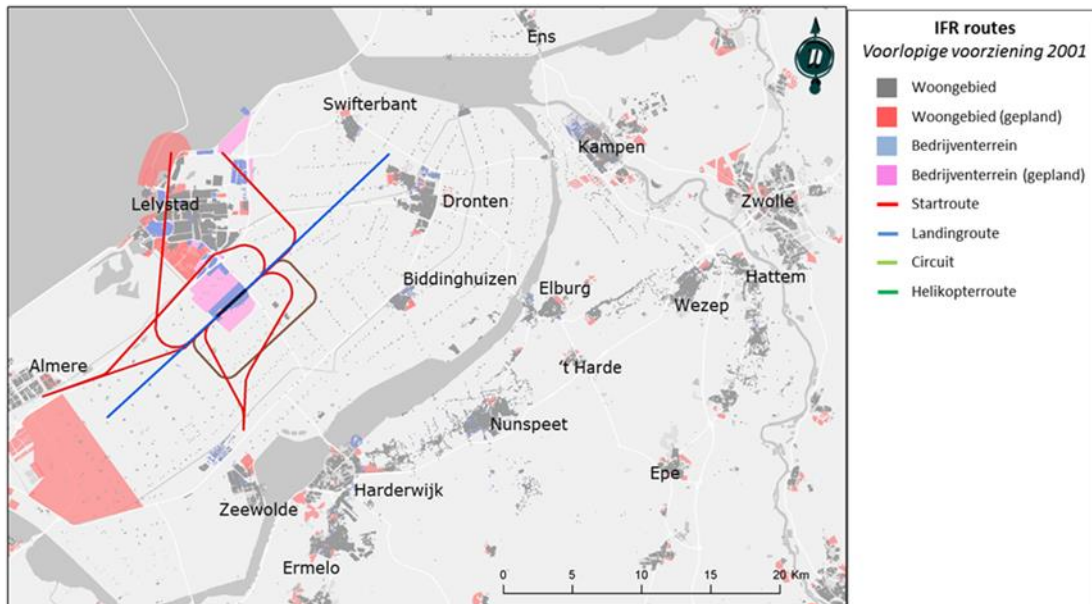 Ens
Swifterbant
Kampen
Lelystad
Dronten
Zwolle
Biddinghuizen
Elburg
Hattem
Wezep
Almere
't Harde
Nunspeet
Epe
Harderwijk
Zeewolde
Ermelo
0 5 10 15 20 Km
IFR routes
Voorlopige voorziening 2001
Woongebied
Woongebied (gepland)
Bedrijventerrein
Bedrijventerrein (gepland)
Startroute
Landingroute
Circuit
Helikopterroute